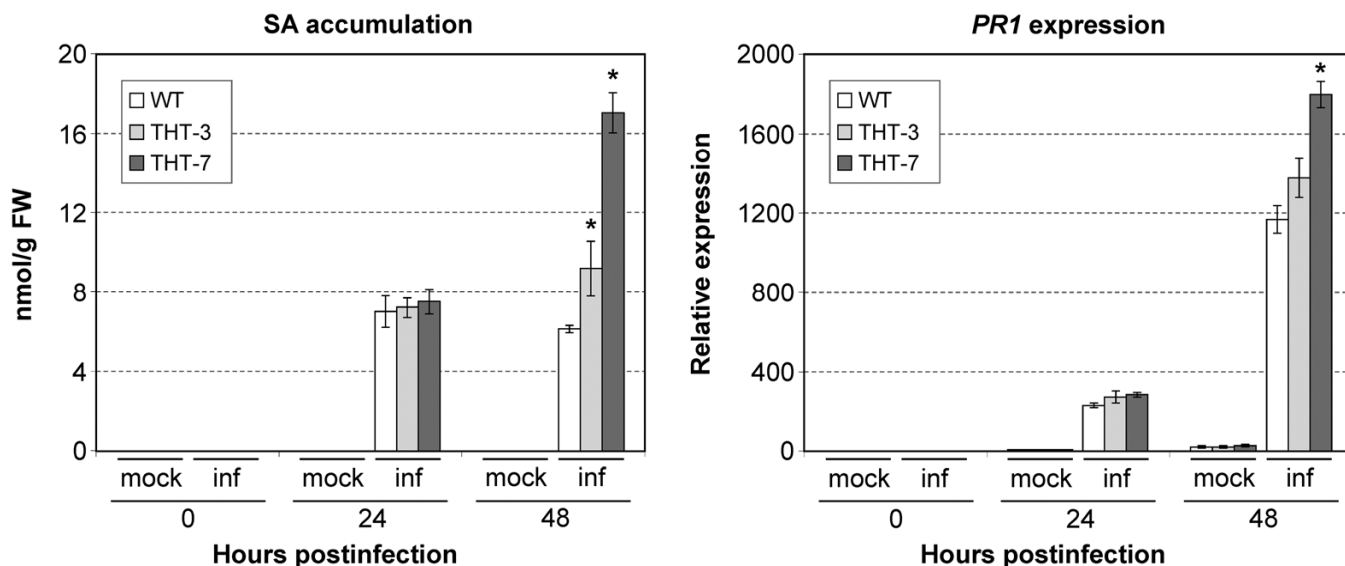 SA accumulation
nmol/g FW
20
16
12
8
4
0
WT
THT-3
THT-7
*
*
mock inf mock inf mock inf
0 24 48
Hours postinfection
PR1 expression
Relative expression
2000
1600
1200
800
400
0
WT
THT-3
THT-7
*
mock inf mock inf mock inf
0 24 48
Hours postinfection